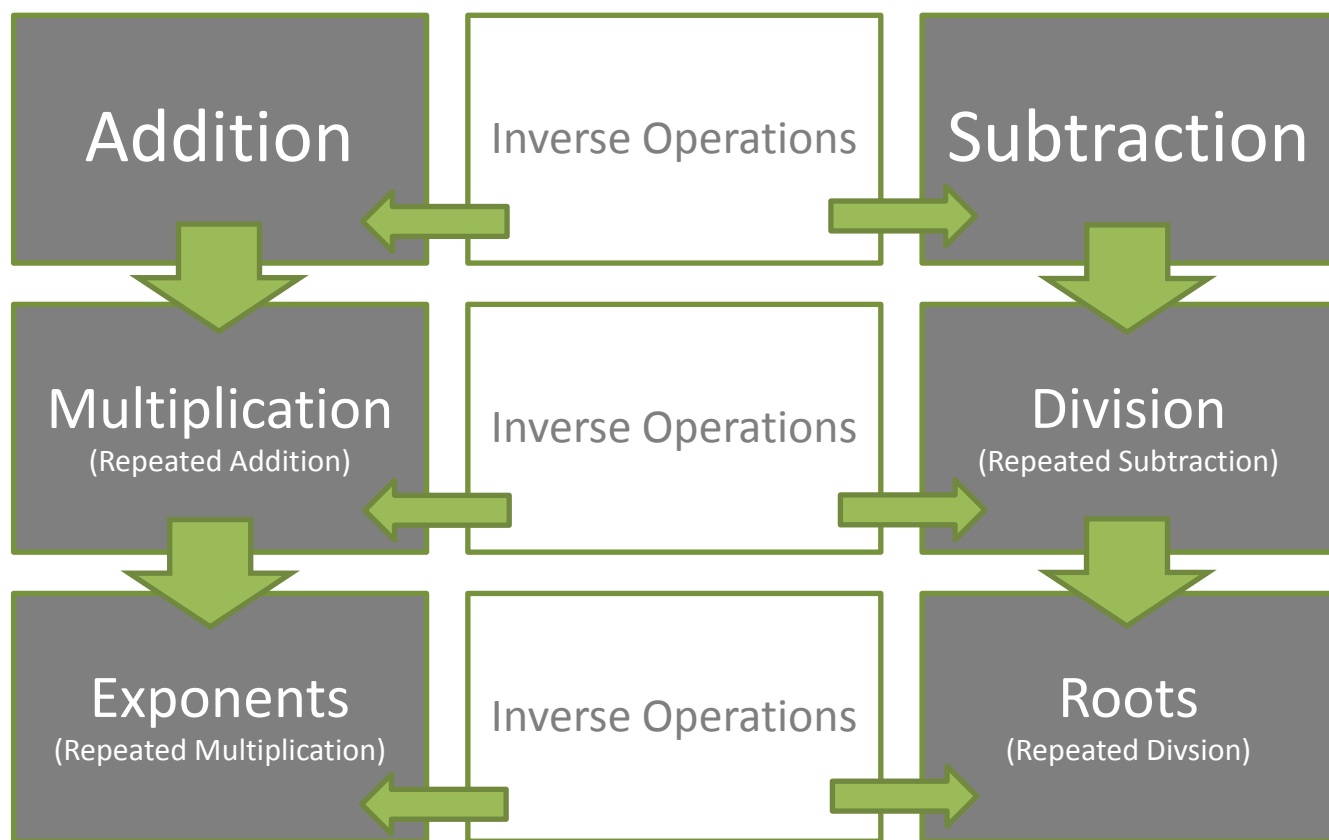 Addition
Inverse Operations
Subtraction
Multiplication
(Repeated Addition)
Inverse Operations
Division
(Repeated Subtraction)
Exponents
(Repeated Multiplication)
Inverse Operations
Roots
(Repeated Divsion)